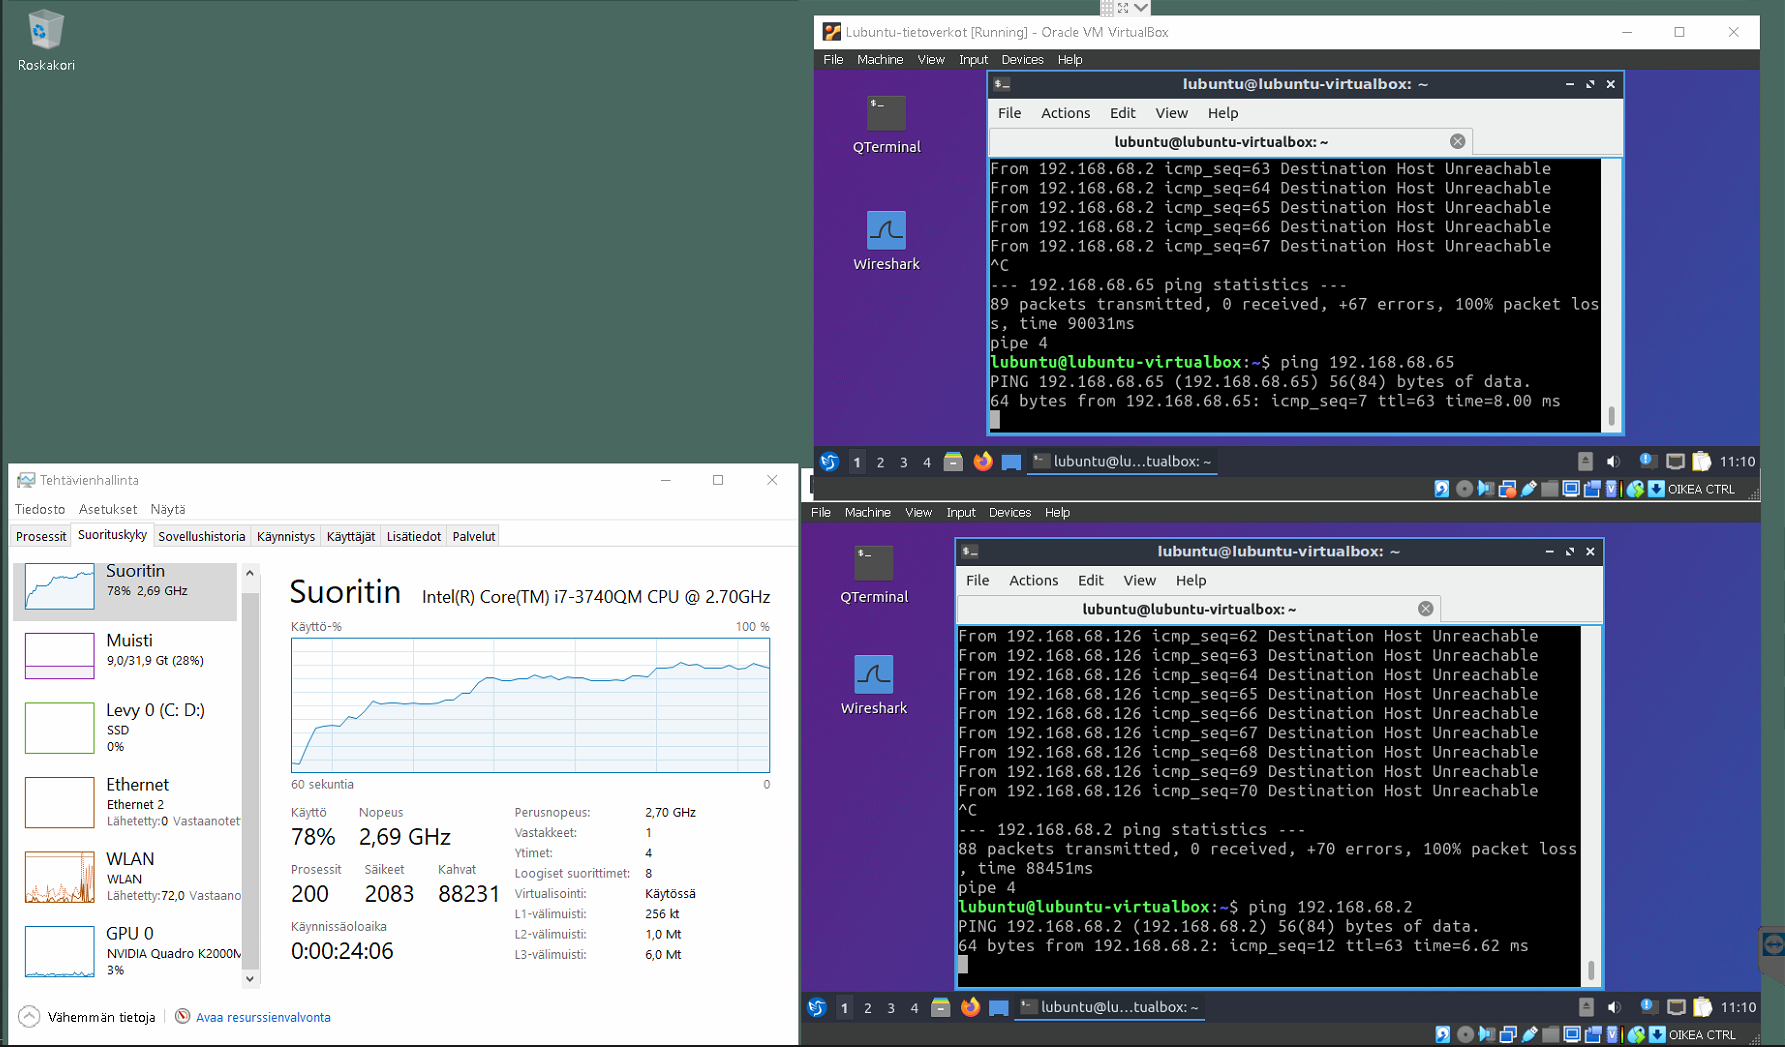 Roskakori
Lubuntu-tietoverkot [Running] - Oracle VM VirtualBox
File Machine View Input Devices Help
QTerminal
Wireshark
lubuntu@lubuntu-virtualbox: ~
File Actions Edit View Help
lubuntu@lubuntu-virtualbox: ~
From 192.168.68.2 icmp_seq=63 Destination Host Unreachable
From 192.168.68.2 icmp_seq=64 Destination Host Unreachable
From 192.168.68.2 icmp_seq=65 Destination Host Unreachable
From 192.168.68.2 icmp_seq=66 Destination Host Unreachable
From 192.168.68.2 icmp_seq=67 Destination Host Unreachable
^C
--- 192.168.68.65 ping statistics ---
89 packets transmitted, 0 received, +67 errors, 100% packet los
s, time 90031ms
pipe 4
lubuntu@lubuntu-virtualbox:~$ ping 192.168.68.65
PING 192.168.68.65 (192.168.68.65) 56(84) bytes of data.
64 bytes from 192.168.68.65: icmp_seq=7 ttl=63 time=8.00 ms
1 2 3 4 lubuntu@lu...tualbox: ~ 11:10
OIKEA CTRL
Tehtävienhallinta
Tiedosto Asetukset Näytä
Prosessit Suorituskyky Sovellushistoria Käynnistys Käyttäjät Lisätiedot Palvelut
Suoritin
78% 2,69 GHz
Muisti
9,0/31,9 Gt (28%)
Levy 0 (C: D:)
SSD
0%
Ethernet
Ethernet 2
Lähetetty:0 Vastaanotet
WLAN
WLAN
Lähetetty:72,0 Vastaano
GPU 0
NVIDIA Quadro K2000M
3%
Suoritin Intel(R) Core(TM) i7-3740QM CPU @ 2.70GHz
Käyttö-% 100 %
60 sekuntia 0
Käyttö Nopeus
78% 2,69 GHz
Prosessit Säikeet Kahvat
200 2083 88231
Käynnissäoloaika
0:00:24:06
Perusnopeus: 2,70 GHz
Vastakkeet: 1
Ytimet: 4
Loogiset suorittimet: 8
Virtualisointi: Käytössä
L1-välimuisti: 256 kt
L2-välimuisti: 1,0 Mt
L3-välimuisti: 6,0 Mt
Vähemmän tietoja Avaa resurssienvalvonta
File Machine View Input Devices Help
QTerminal
Wireshark
lubuntu@lubuntu-virtualbox: ~
File Actions Edit View Help
lubuntu@lubuntu-virtualbox: ~
From 192.168.68.126 icmp_seq=62 Destination Host Unreachable
From 192.168.68.126 icmp_seq=63 Destination Host Unreachable
From 192.168.68.126 icmp_seq=64 Destination Host Unreachable
From 192.168.68.126 icmp_seq=65 Destination Host Unreachable
From 192.168.68.126 icmp_seq=66 Destination Host Unreachable
From 192.168.68.126 icmp_seq=67 Destination Host Unreachable
From 192.168.68.126 icmp_seq=68 Destination Host Unreachable
From 192.168.68.126 icmp_seq=69 Destination Host Unreachable
From 192.168.68.126 icmp_seq=70 Destination Host Unreachable
^C
--- 192.168.68.2 ping statistics ---
88 packets transmitted, 0 received, +70 errors, 100% packet loss
, time 88451ms
pipe 4
lubuntu@lubuntu-virtualbox:~$ ping 192.168.68.2
PING 192.168.68.2 (192.168.68.2) 56(84) bytes of data.
64 bytes from 192.168.68.2: icmp_seq=12 ttl=63 time=6.62 ms
1 2 3 4 lubuntu@lu...tualbox: ~ 11:10
OIKEA CTRL